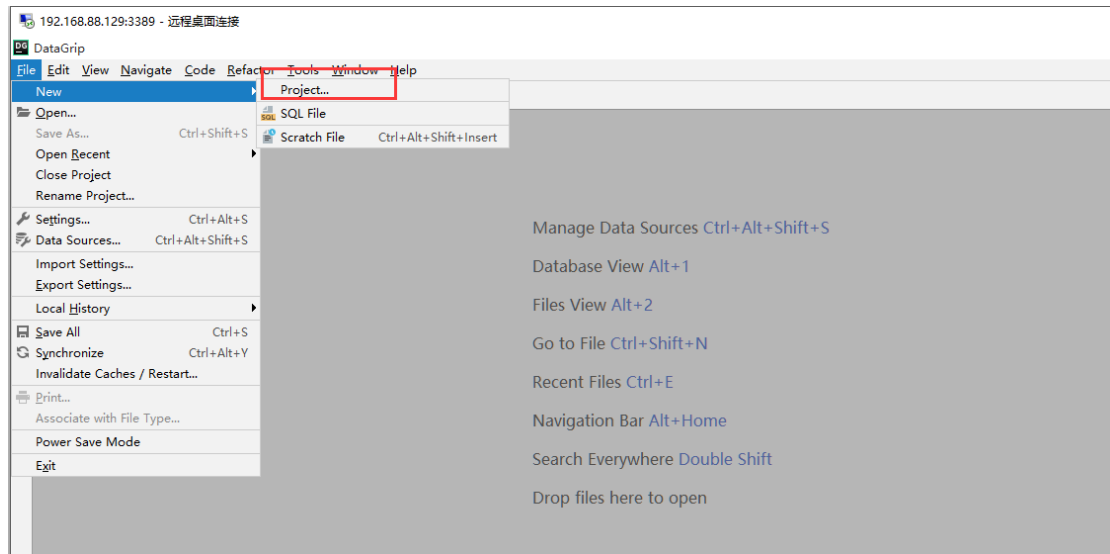 192.168.88.129:3389 - 远程桌面连接
DataGrip
File Edit View Navigate Code Refactor Tools Window Help
New
Project...
Open...
SQL File
Save As... Ctrl+Shift+S
Scratch File Ctrl+Alt+Shift+Insert
Open Recent
Close Project
Rename Project...
Settings... Ctrl+Alt+S
Data Sources... Ctrl+Alt+Shift+S
Import Settings...
Export Settings...
Local History
Save All Ctrl+S
Synchronize Ctrl+Alt+Y
Invalidate Caches / Restart...
Print...
Associate with File Type...
Power Save Mode
Exit
Manage Data Sources Ctrl+Alt+Shift+S
Database View Alt+1
Files View Alt+2
Go to File Ctrl+Shift+N
Recent Files Ctrl+E
Navigation Bar Alt+Home
Search Everywhere Double Shift
Drop files here to open